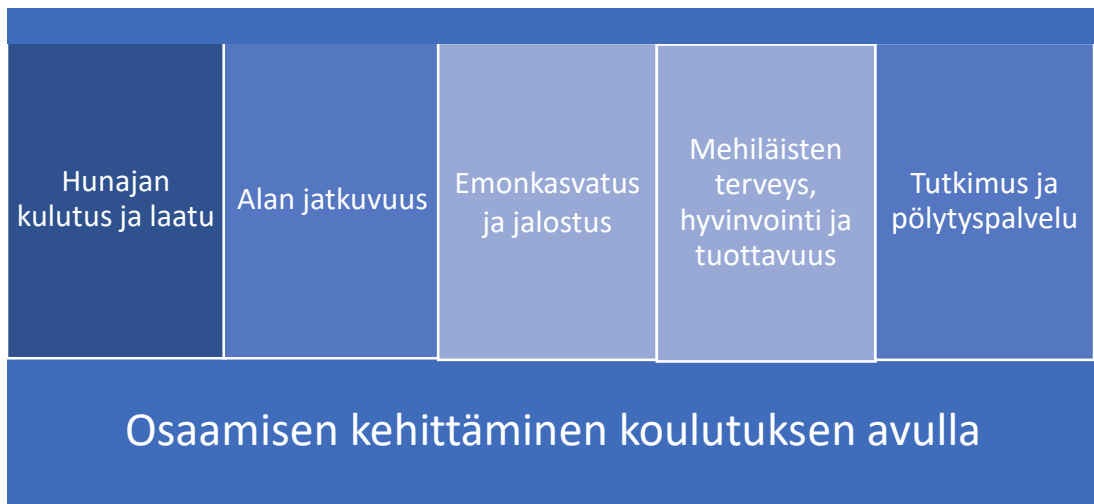 Hunajan
kulutus ja laatu
Alan jatkuvuus
Emonkasvatus
ja jalostus
Mehiläisten
terveys,
hyvinvointi ja
tuottavuus
Tutkimus ja
pölytyspalvelu
Osaamisen kehittäminen koulutuksen avulla